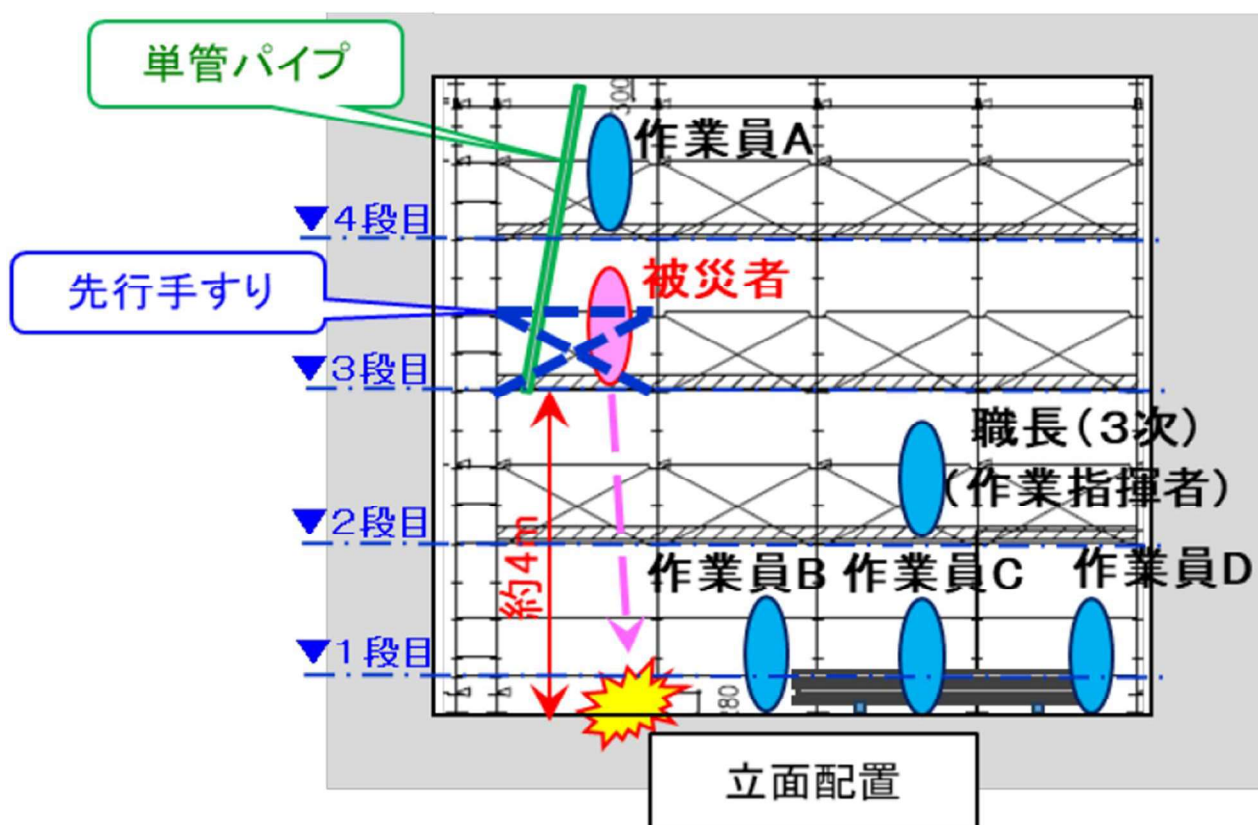 単管パイプ
300
作業員A
▼4段目
先行手すり
被災者
▼3段目
職長(3次)
(作業指揮者)
▼2段目
約4m
作業員B
作業員C
作業員D
▼1段目
280
立面配置